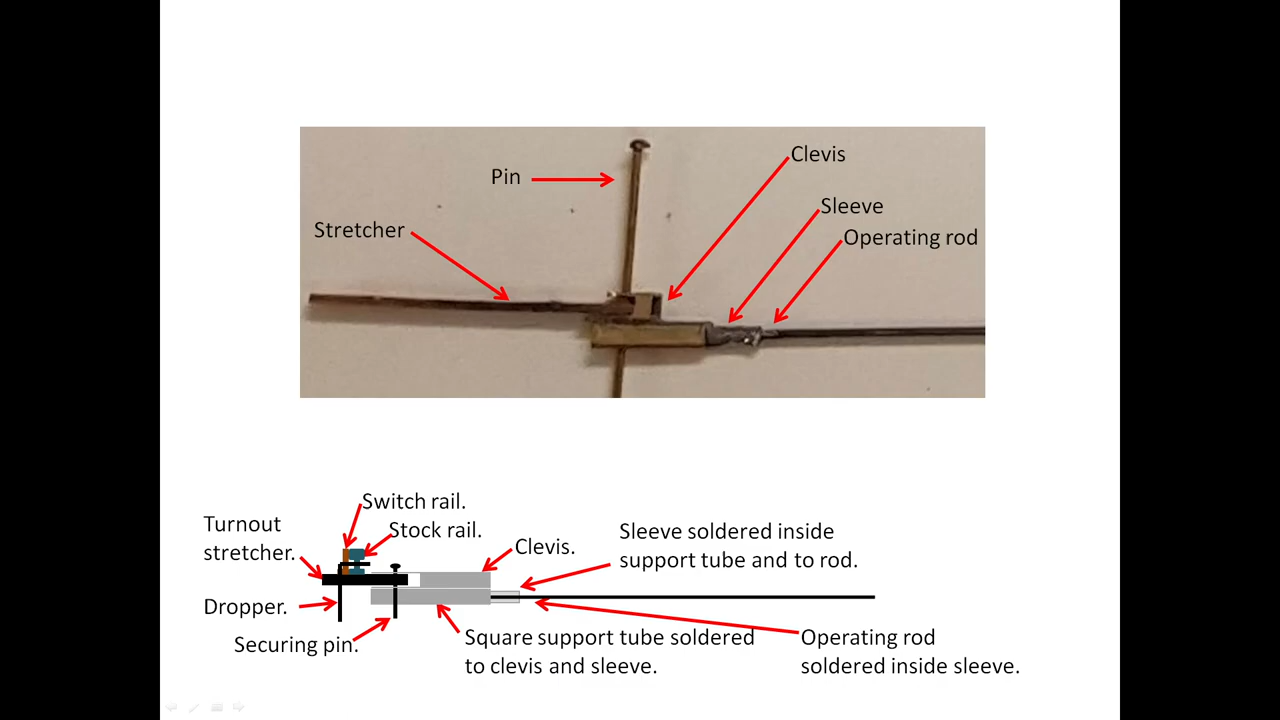 Clevis
Pin
Sleeve
Stretcher
Operating rod
Switch rail.
Turnout
stretcher.
Stock rail.
Sleeve soldered inside
support tube and to rod.
Clevis.
Dropper.
Securing pin.
Square support tube soldered
to clevis and sleeve.
Operating rod
soldered inside sleeve.